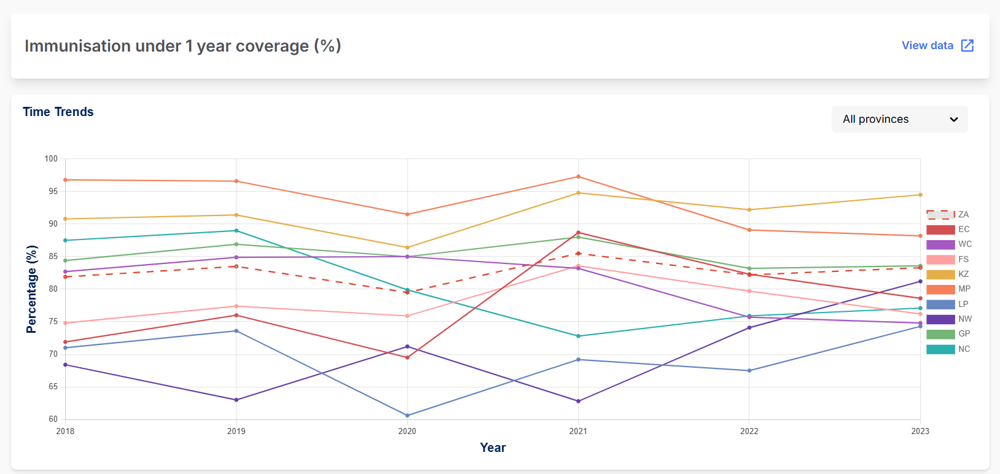 Immunisation under 1 year coverage (%)
View data
Time Trends
All provinces
100
95
90
85
80
75
70
65
60
Percentage (%)
2018 2019 2020 2021 2022 2023
Year
ZA
EC
WC
FS
KZ
MP
LP
NW
GP
NC